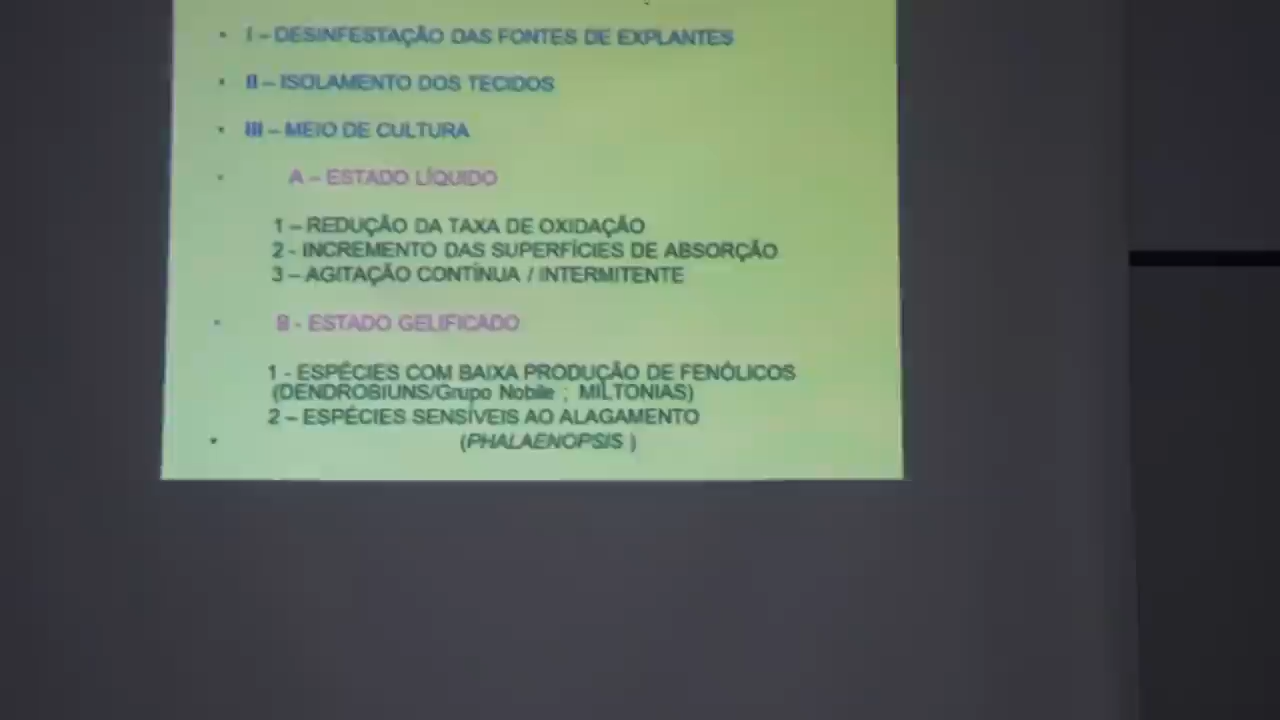 • I – DESINFESTAÇÃO DAS FONTES DE EXPLANTES
• II – ISOLAMENTO DOS TECIDOS
• III – MEIO DE CULTURA
• A – ESTADO LÍQUIDO
1 – REDUÇÃO DA TAXA DE OXIDAÇÃO
2 - INCREMENTO DAS SUPERFÍCIES DE ABSORÇÃO
3 – AGITAÇÃO CONTÍNUA / INTERMITENTE
• B - ESTADO GELIFICADO
1 - ESPÉCIES COM BAIXA PRODUÇÃO DE FENÓLICOS
(DENDROBIUNS/Grupo Nobile ; MILTONIAS)
2 – ESPÉCIES SENSÍVEIS AO ALAGAMENTO
• (PHALAENOPSIS )